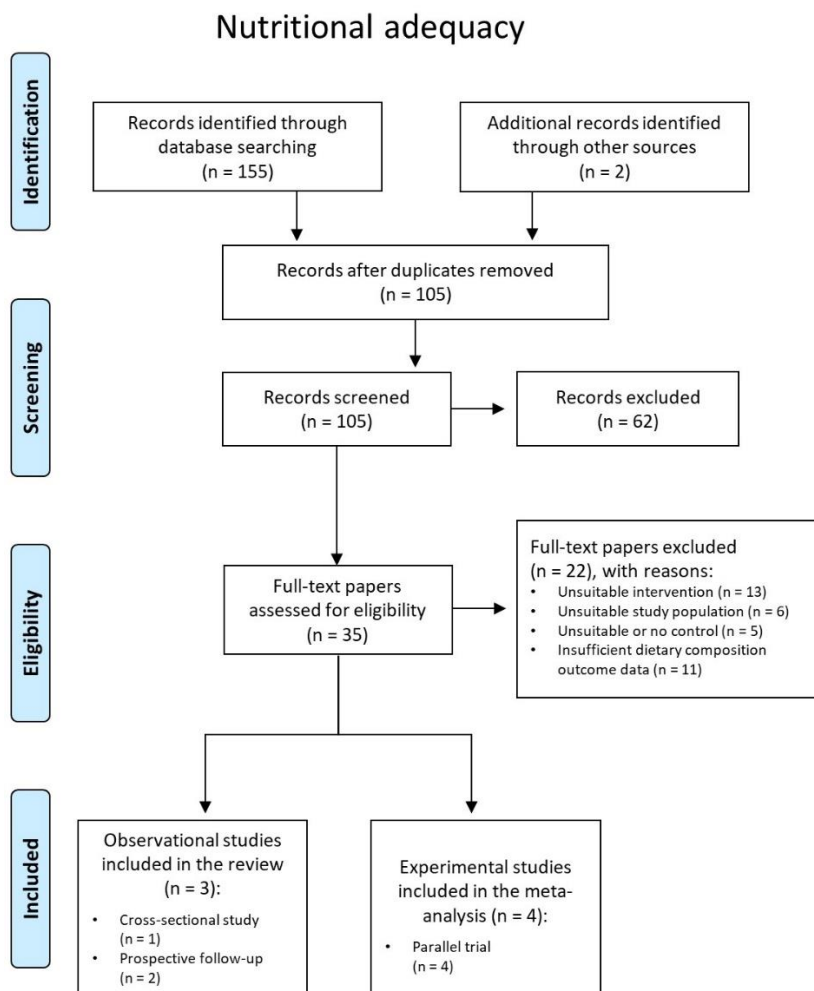 Nutritional adequacy
Identification
Records identified through
database searching
(n = 155)
Additional records identified
through other sources
(n = 2)
Records after duplicates removed
(n = 105)
Screening
Records screened
(n = 105)
Records excluded
(n = 62)
Eligibility
Full-text papers
assessed for eligibility
(n = 35)
Full-text papers excluded
(n = 22), with reasons:
• Unsuitable intervention (n = 13)
• Unsuitable study population (n = 6)
• Unsuitable or no control (n = 5)
• Insufficient dietary composition
outcome data (n = 11)
Included
Observational studies
included in the review
(n = 3):
• Cross-sectional study
(n = 1)
• Prospective follow-up
(n = 2)
Experimental studies
included in the meta-
analysis (n = 4):
• Parallel trial
(n = 4)